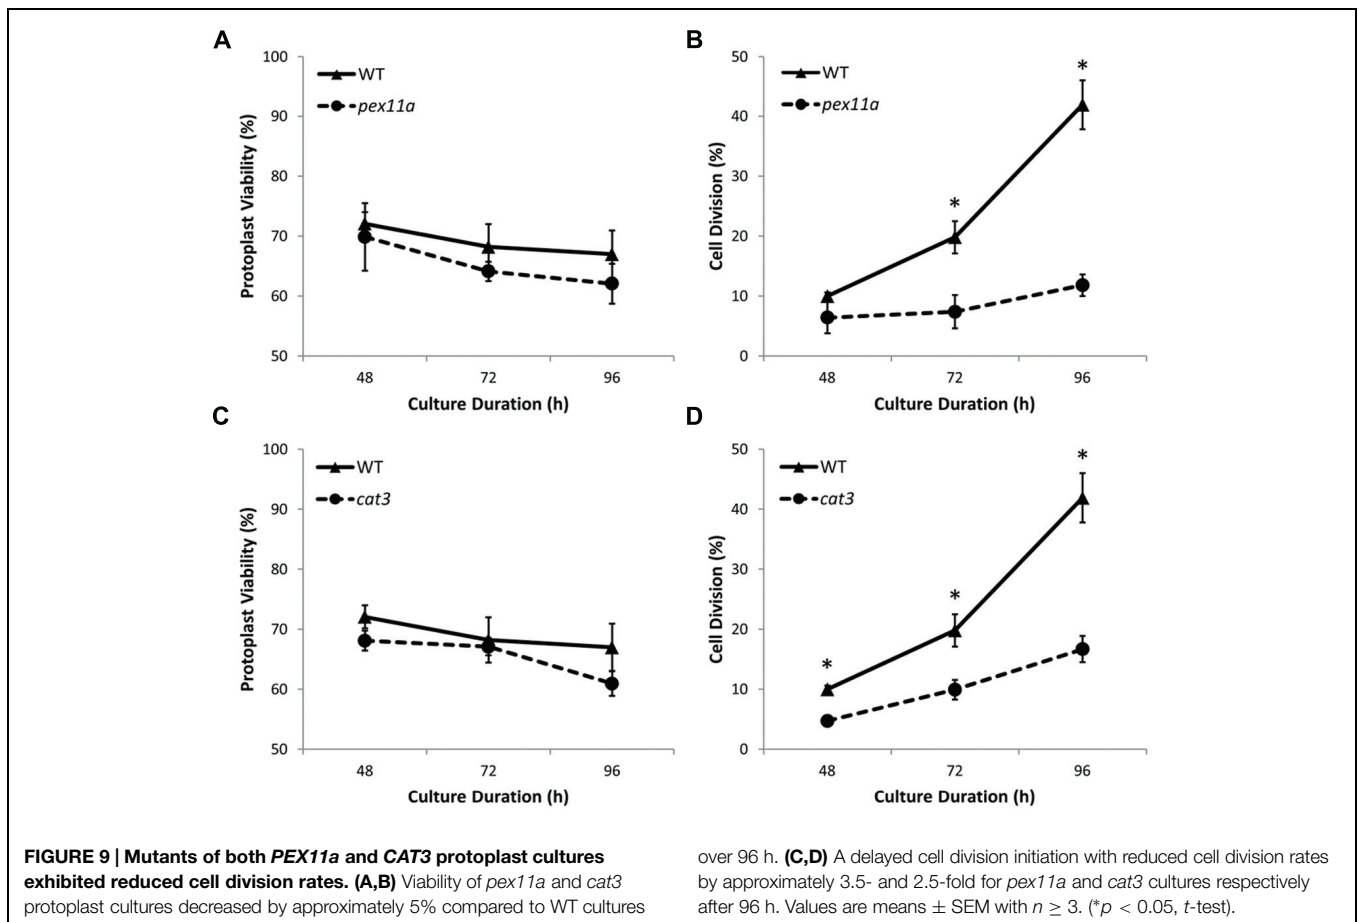 A
100
90
80
70
60
50
Protoplast Viability (%)
WT
pex11a
48 72 96
Culture Duration (h)
B
50
40
30
20
10
0
Cell Division (%)
WT
pex11a
*
*
48 72 96
Culture Duration (h)
C
100
90
80
70
60
50
Protoplast Viability (%)
WT
cat3
48 72 96
Culture Duration (h)
D
50
40
30
20
10
0
Cell Division (%)
WT
cat3
*
*
*
48 72 96
Culture Duration (h)
FIGURE 9 | Mutants of both PEX11a and CAT3 protoplast cultures
exhibited reduced cell division rates. (A,B) Viability of pex11a and cat3
protoplast cultures decreased by approximately 5% compared to WT cultures
over 96 h. (C,D) A delayed cell division initiation with reduced cell division rates
by approximately 3.5- and 2.5-fold for pex11a and cat3 cultures respectively
after 96 h. Values are means ± SEM with n ≥ 3. (*p < 0.05, t-test).